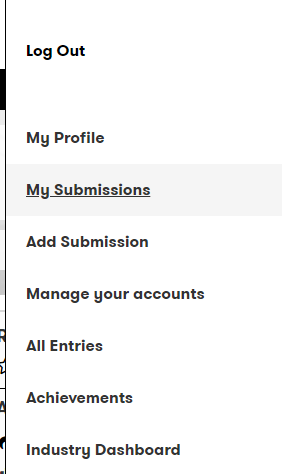 Log Out
My Profile
My Submissions
Add Submission
Manage your accounts
All Entries
Achievements
Industry Dashboard